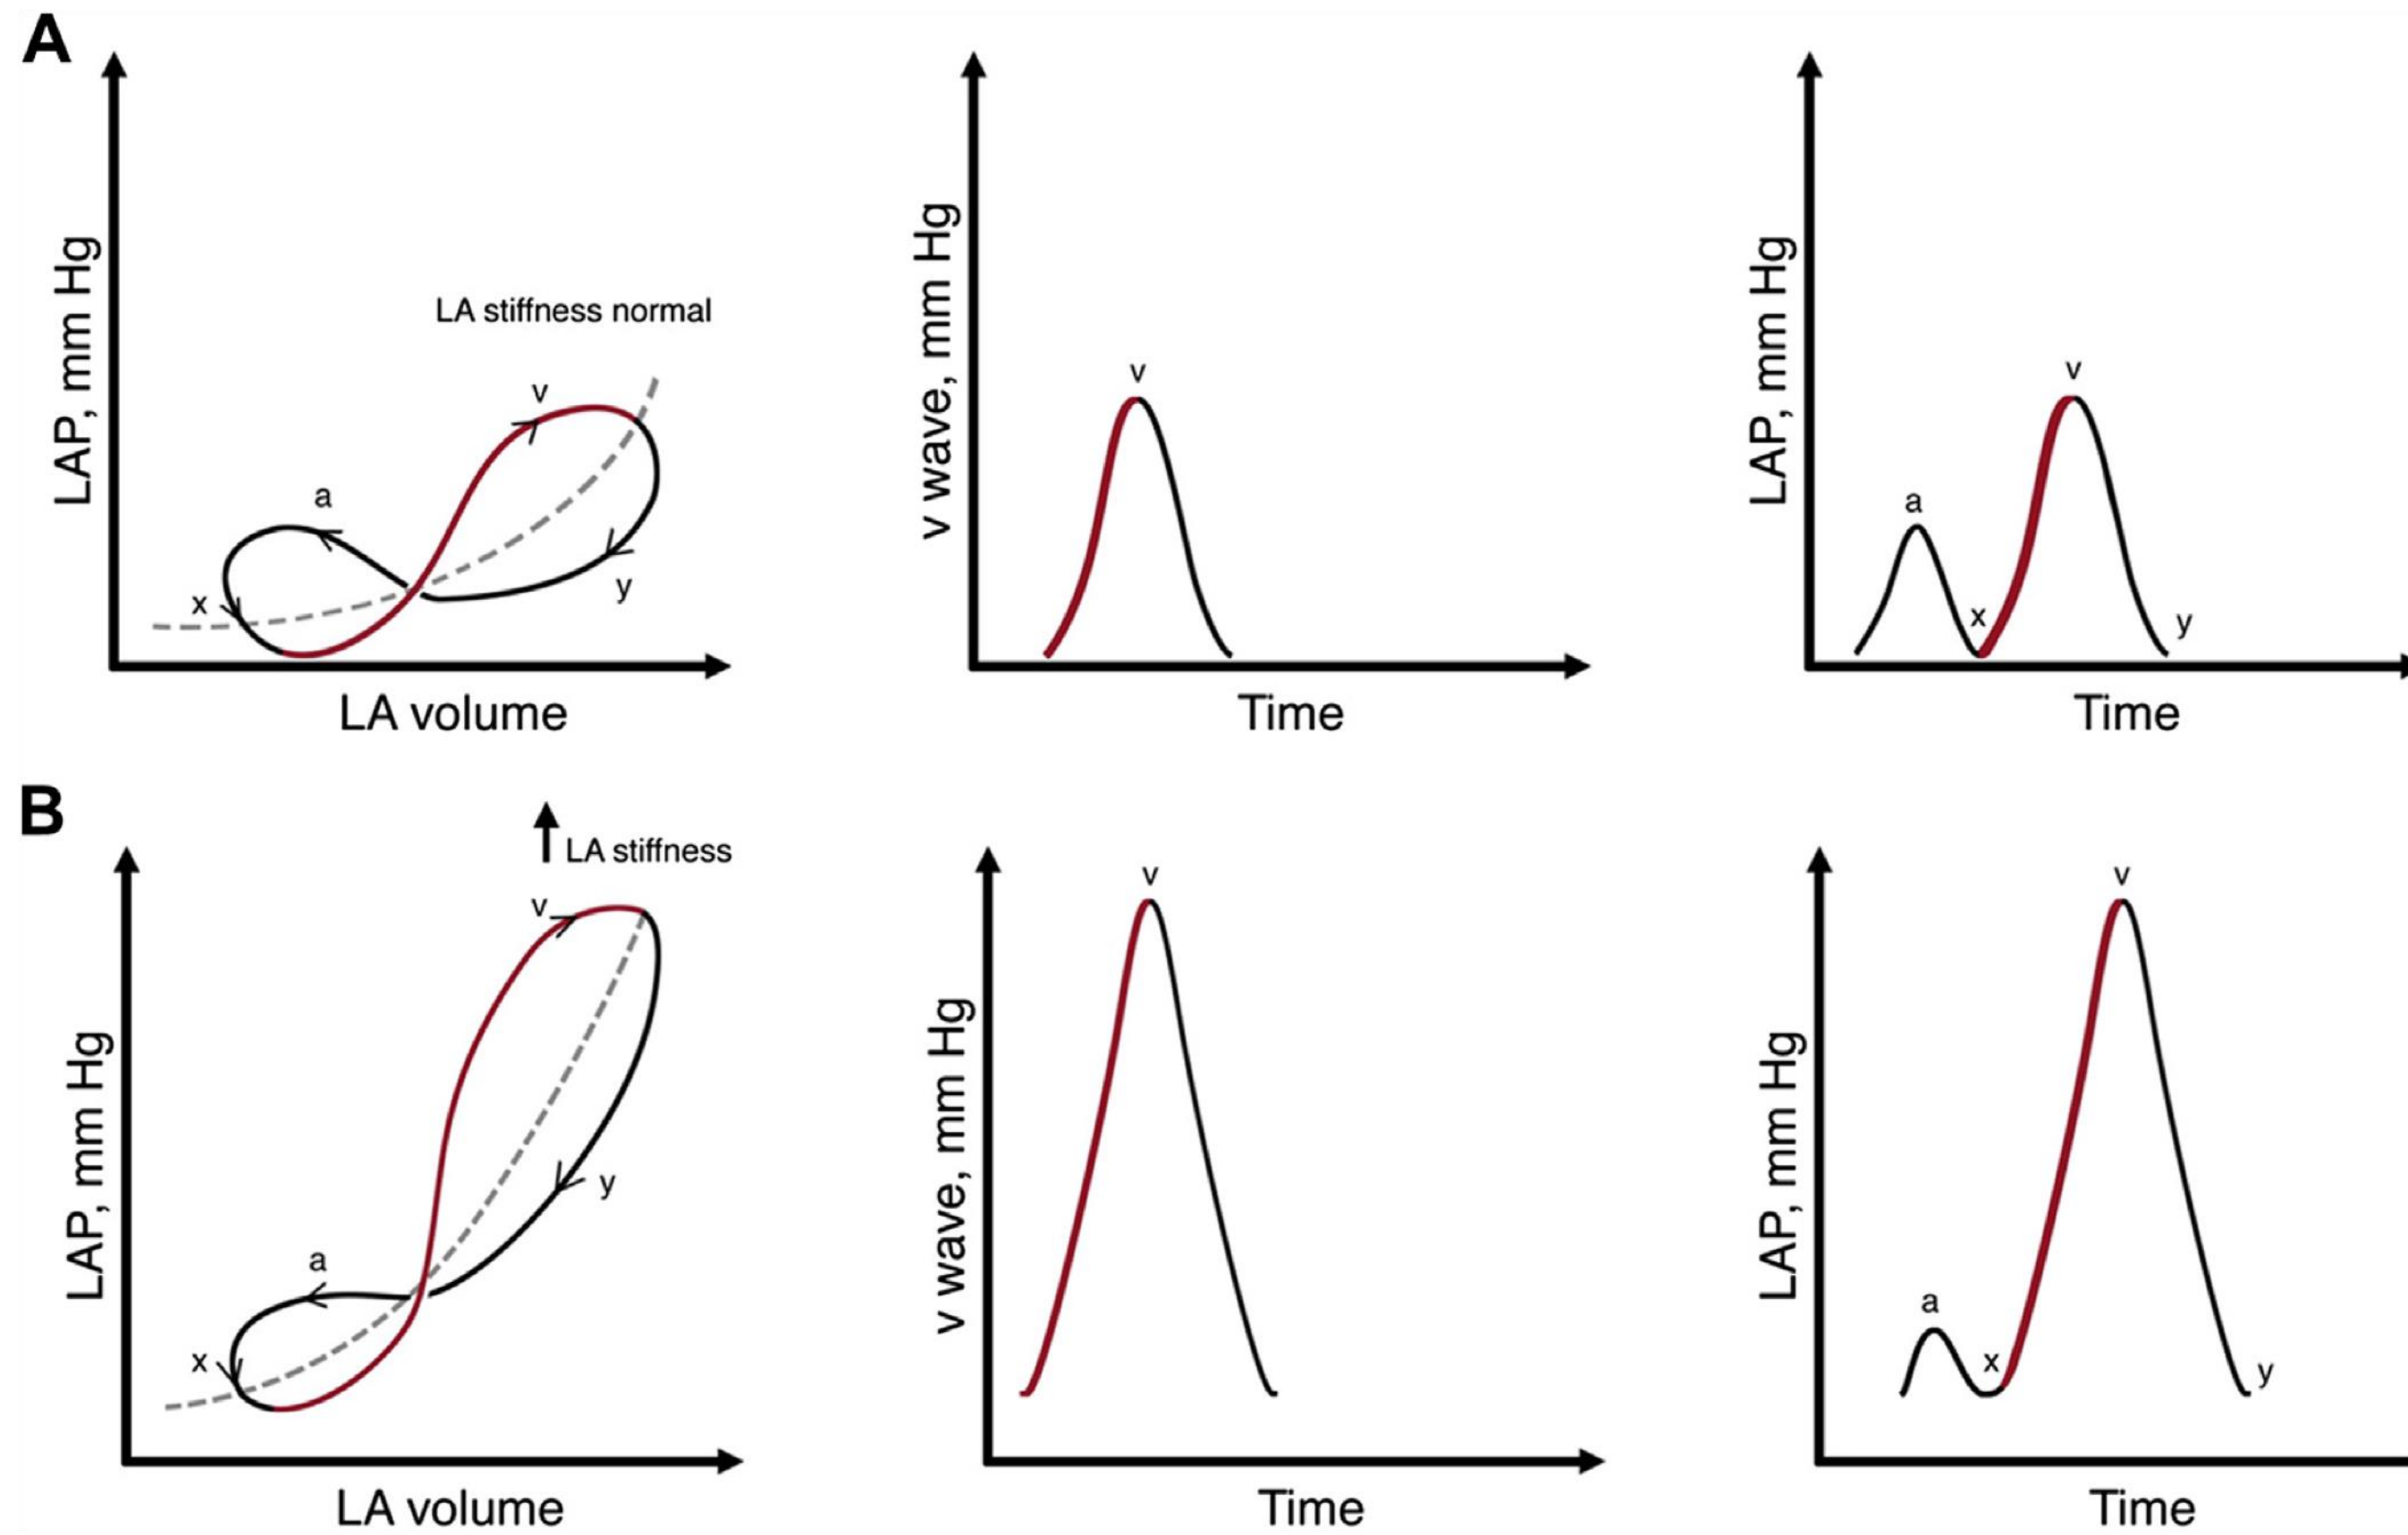 A
LAP, mm Hg
LA stiffness normal
v
a
x
y
LA volume
v wave, mm Hg
v
Time
LAP, mm Hg
a
v
x
y
Time
B
LAP, mm Hg
LA stiffness
v
y
a
x
LA volume
v wave, mm Hg
v
Time
LAP, mm Hg
v
a
x
y
Time